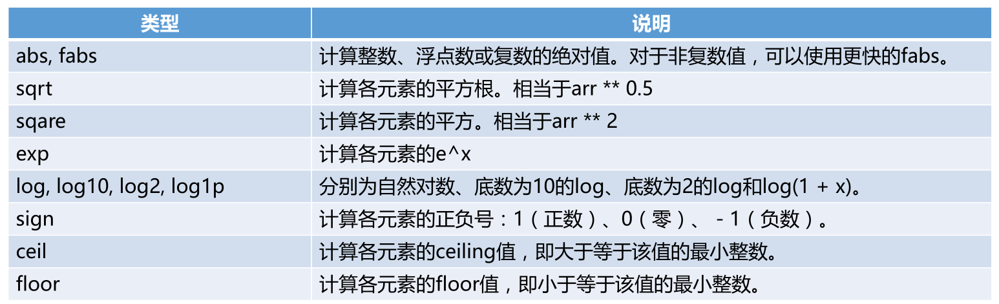 类型 说明
abs, fabs 计算整数、浮点数或复数的绝对值。对于非复数值，可以使用更快的fabs。
sqrt 计算各元素的平方根。相当于arr ** 0.5
sqare 计算各元素的平方。相当于arr ** 2
exp 计算各元素的e^x
log, log10, log2, log1p 分别为自然对数、底数为10的log、底数为2的log和log(1 + x)。
sign 计算各元素的正负号：1（正数）、0（零）、－1（负数）。
ceil 计算各元素的ceiling值，即大于等于该值的最小整数。
floor 计算各元素的floor值，即小于等于该值的最小整数。